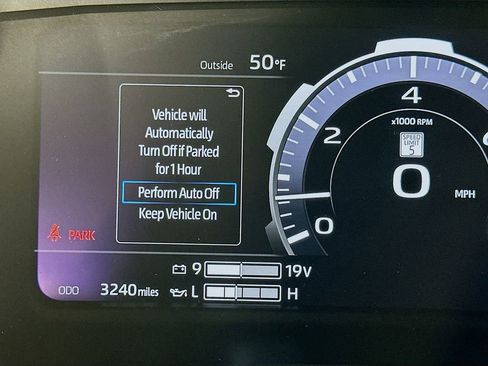 Outside 50°F
Vehicle will
Automatically
Turn Off if Parked
for 1 Hour
Perform Auto Off
Keep Vehicle On
PARK
ODO 3240 miles
9 19V
L H
4
x1000 RPM
2
SPEED
LIMIT
5
0 MPH
0